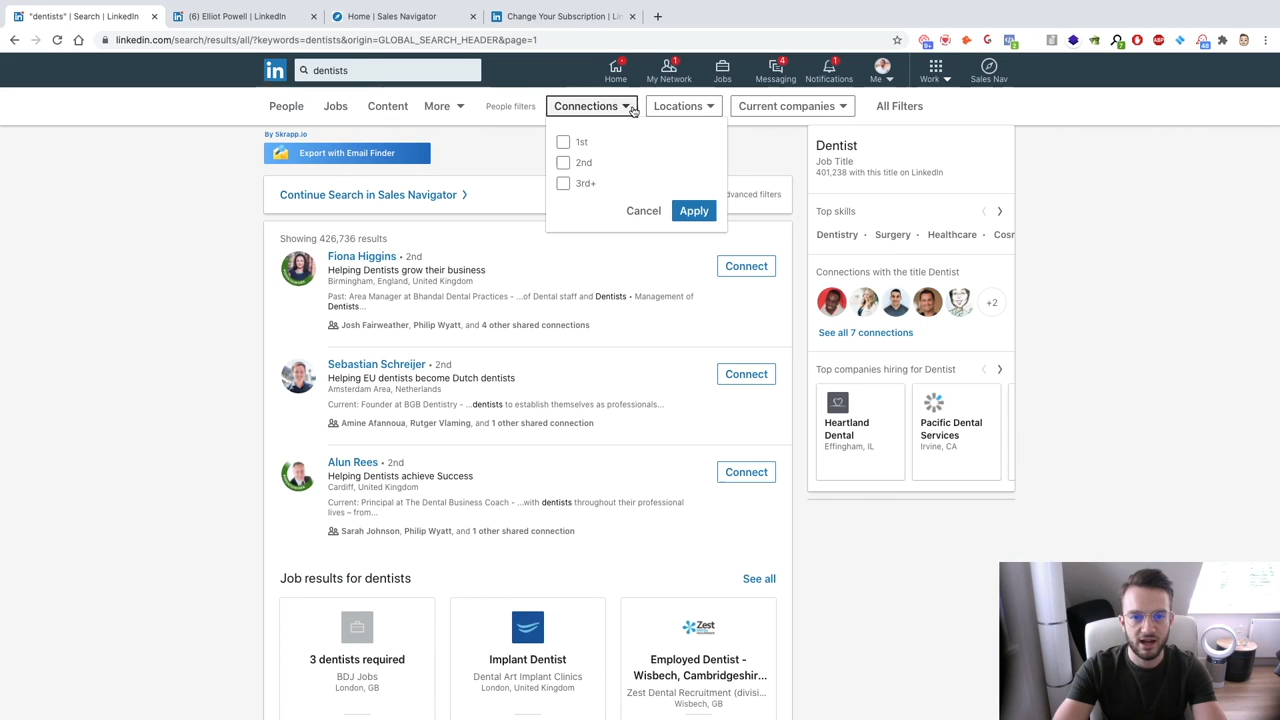 "dentists" | Search | LinkedIn
(6) Elliot Powell | LinkedIn
Home | Sales Navigator
Change Your Subscription | Lin
linkedin.com/search/results/all/?keywords=dentists&origin=GLOBAL_SEARCH_HEADER&page=1
in
dentists
Home
My Network
Jobs
Messaging
Notifications
Me
Work
Sales Nav
People
Jobs
Content
More
People filters
Connections
Locations
Current companies
All Filters
1st
2nd
3rd+
Cancel
Apply
By Skrapp.io
Export with Email Finder
Continue Search in Sales Navigator
dvanced filters
Showing 426,736 results
Fiona Higgins • 2nd
Helping Dentists grow their business
Birmingham, England, United Kingdom
Past: Area Manager at Bhandal Dental Practices - ...of Dental staff and Dentists • Management of
Dentists...
Josh Fairweather, Philip Wyatt, and 4 other shared connections
Connect
Sebastian Schreijer • 2nd
Helping EU dentists become Dutch dentists
Amsterdam Area, Netherlands
Current: Founder at BGB Dentistry - ...dentists to establish themselves as professionals...
Amine Afannoua, Rutger Vlaming, and 1 other shared connection
Connect
Alun Rees • 2nd
Helping Dentists achieve Success
Cardiff, United Kingdom
Current: Principal at The Dental Business Coach - ...with dentists throughout their professional
lives – from...
Sarah Johnson, Philip Wyatt, and 1 other shared connection
Connect
Job results for dentists
See all
3 dentists required
BDJ Jobs
London, GB
Implant Dentist
Dental Art Implant Clinics
London, United Kingdom
Zest
Employed Dentist -
Wisbech, Cambridgeshir...
Zest Dental Recruitment (divisi...
Wisbech, GB
Dentist
Job Title
401,238 with this title on LinkedIn
Top skills
Dentistry · Surgery · Healthcare · Cosr
Connections with the title Dentist
+2
See all 7 connections
Top companies hiring for Dentist
Heartland
Dental
Effingham, IL
Pacific Dental
Services
Irvine, CA